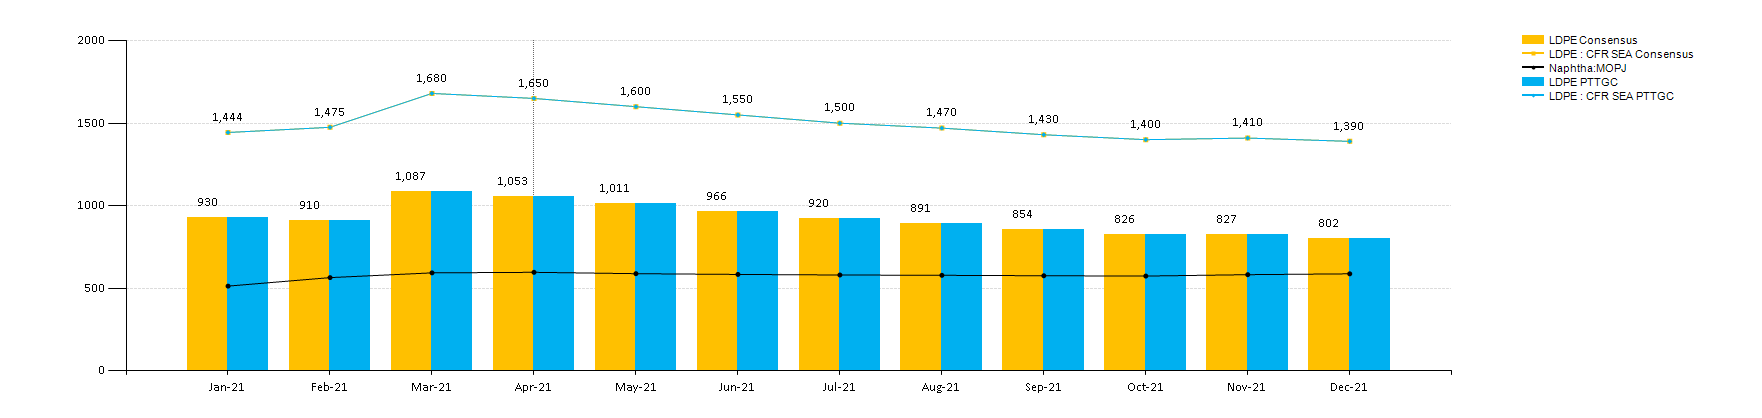 2000
1500
1000
500
0
1,444
1,475
1,680
1,650
1,600
1,550
1,500
1,470
1,430
1,400
1,410
1,390
930
910
1,087
1,053
1,011
966
920
891
854
826
827
802
Jan-21
Feb-21
Mar-21
Apr-21
May-21
Jun-21
Jul-21
Aug-21
Sep-21
Oct-21
Nov-21
Dec-21
LDPE Consensus
LDPE : CFR SEA Consensus
Naphtha:MOPJ
LDPE PTTGC
LDPE : CFR SEA PTTGC